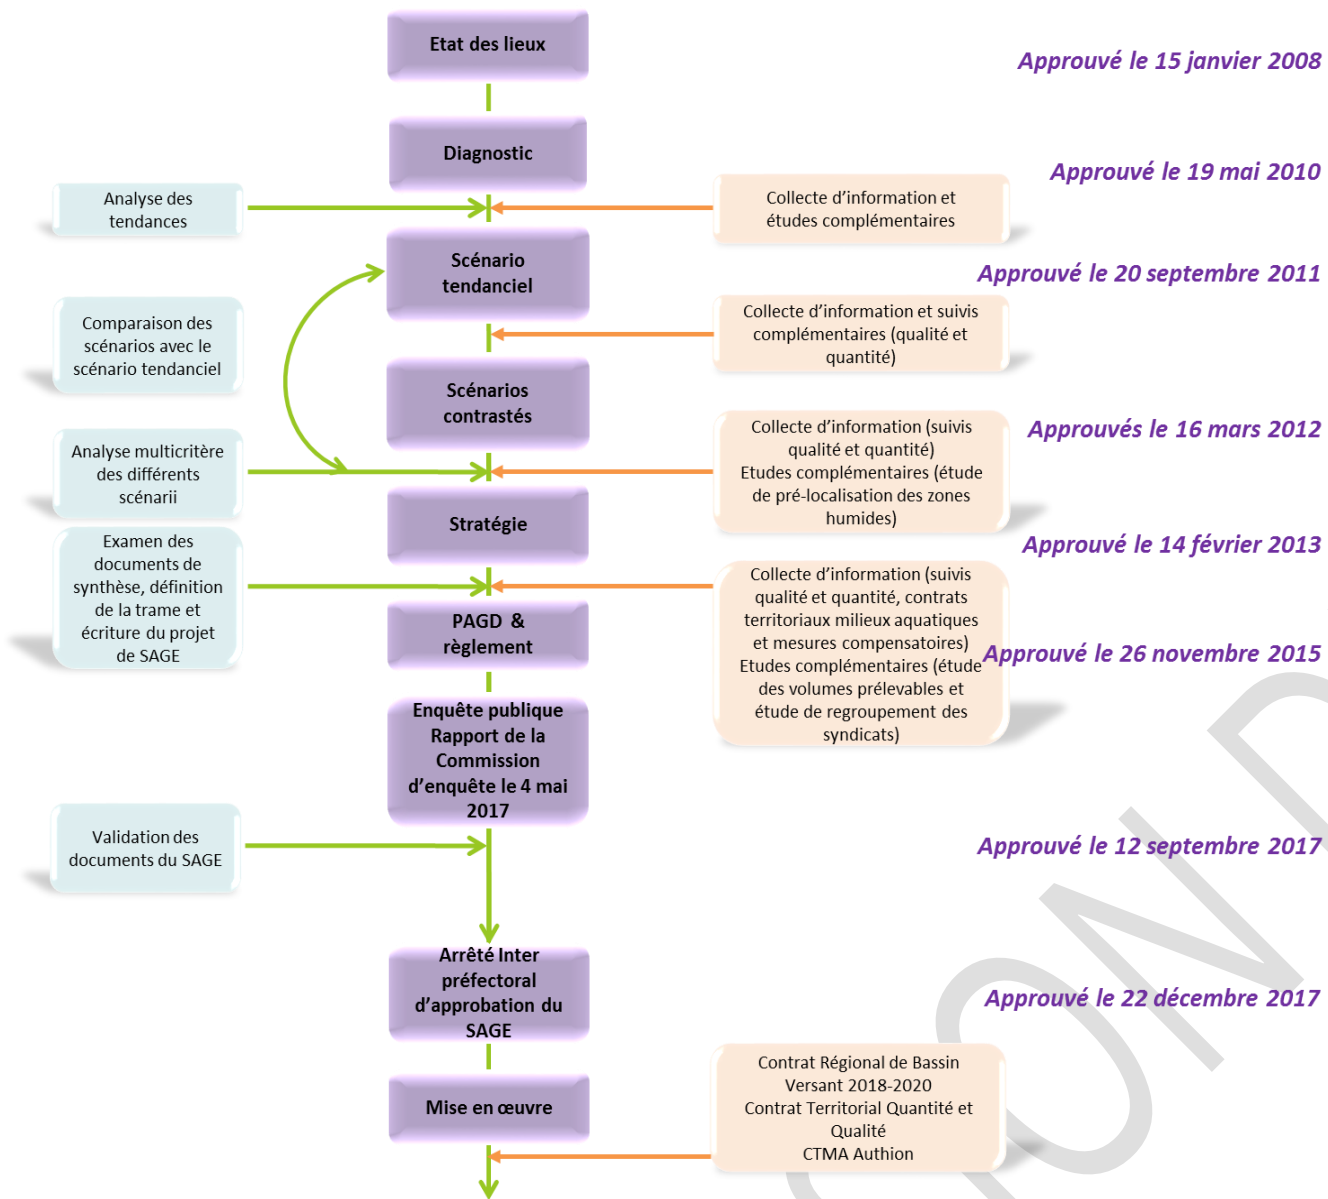 Etat des lieux
Approuvé le 15 janvier 2008
Diagnostic
Approuvé le 19 mai 2010
Analyse des
tendances
Collecte d’information et
études complémentaires
Scénario
tendanciel
Approuvé le 20 septembre 2011
Comparaison des
scénarios avec le
scénario tendanciel
Collecte d’information et suivis
complémentaires (qualité et
quantité)
Scénarios
contrastés
Approuvés le 16 mars 2012
Analyse multicritère
des différents
scénarii
Collecte d’information (suivis
qualité et quantité)
Etudes complémentaires (étude
de pré-localisation des zones
humides)
Stratégie
Approuvé le 14 février 2013
Examen des
documents de
synthèse, définition
de la trame et
écriture du projet
de SAGE
Collecte d’information (suivis
qualité et quantité, contrats
territoriaux milieux aquatiques
et mesures compensatoires)
Etudes complémentaires (étude
des volumes prélevables et
étude de regroupement des
syndicats)
PAGD & 
règlement
Approuvé le 26 novembre 2015
Enquête publique
Rapport de la
Commission
d’enquête le 4 mai
2017
Validation des
documents du SAGE
Approuvé le 12 septembre 2017
Arrêté Inter
préfectoral
d’approbation du
SAGE
Approuvé le 22 décembre 2017
Mise en œuvre
Contrat Régional de Bassin
Versant 2018-2020
Contrat Territorial Quantité et
Qualité
CTMA Authion